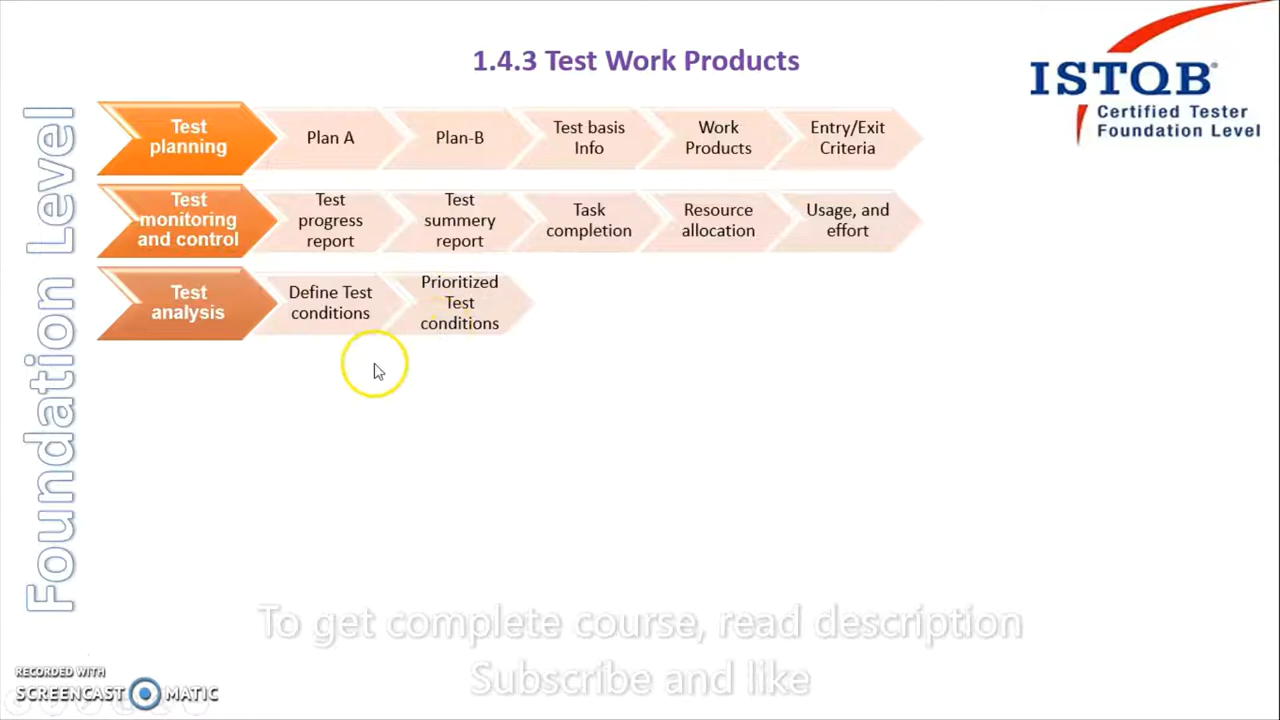 1.4.3 Test Work Products
ISTQB®
Certified Tester
Foundation Level
Foundation Level
Test
planning
Plan A
Plan-B
Test basis
Info
Work
Products
Entry/Exit
Criteria
Test
monitoring
and control
Test
progress
report
Test
summery
report
Task
completion
Resource
allocation
Usage, and
effort
Test
analysis
Define Test
conditions
Prioritized
Test
conditions
To get complete course, read description
Subscribe and like
RECORDED WITH
SCREENCAST MATIC